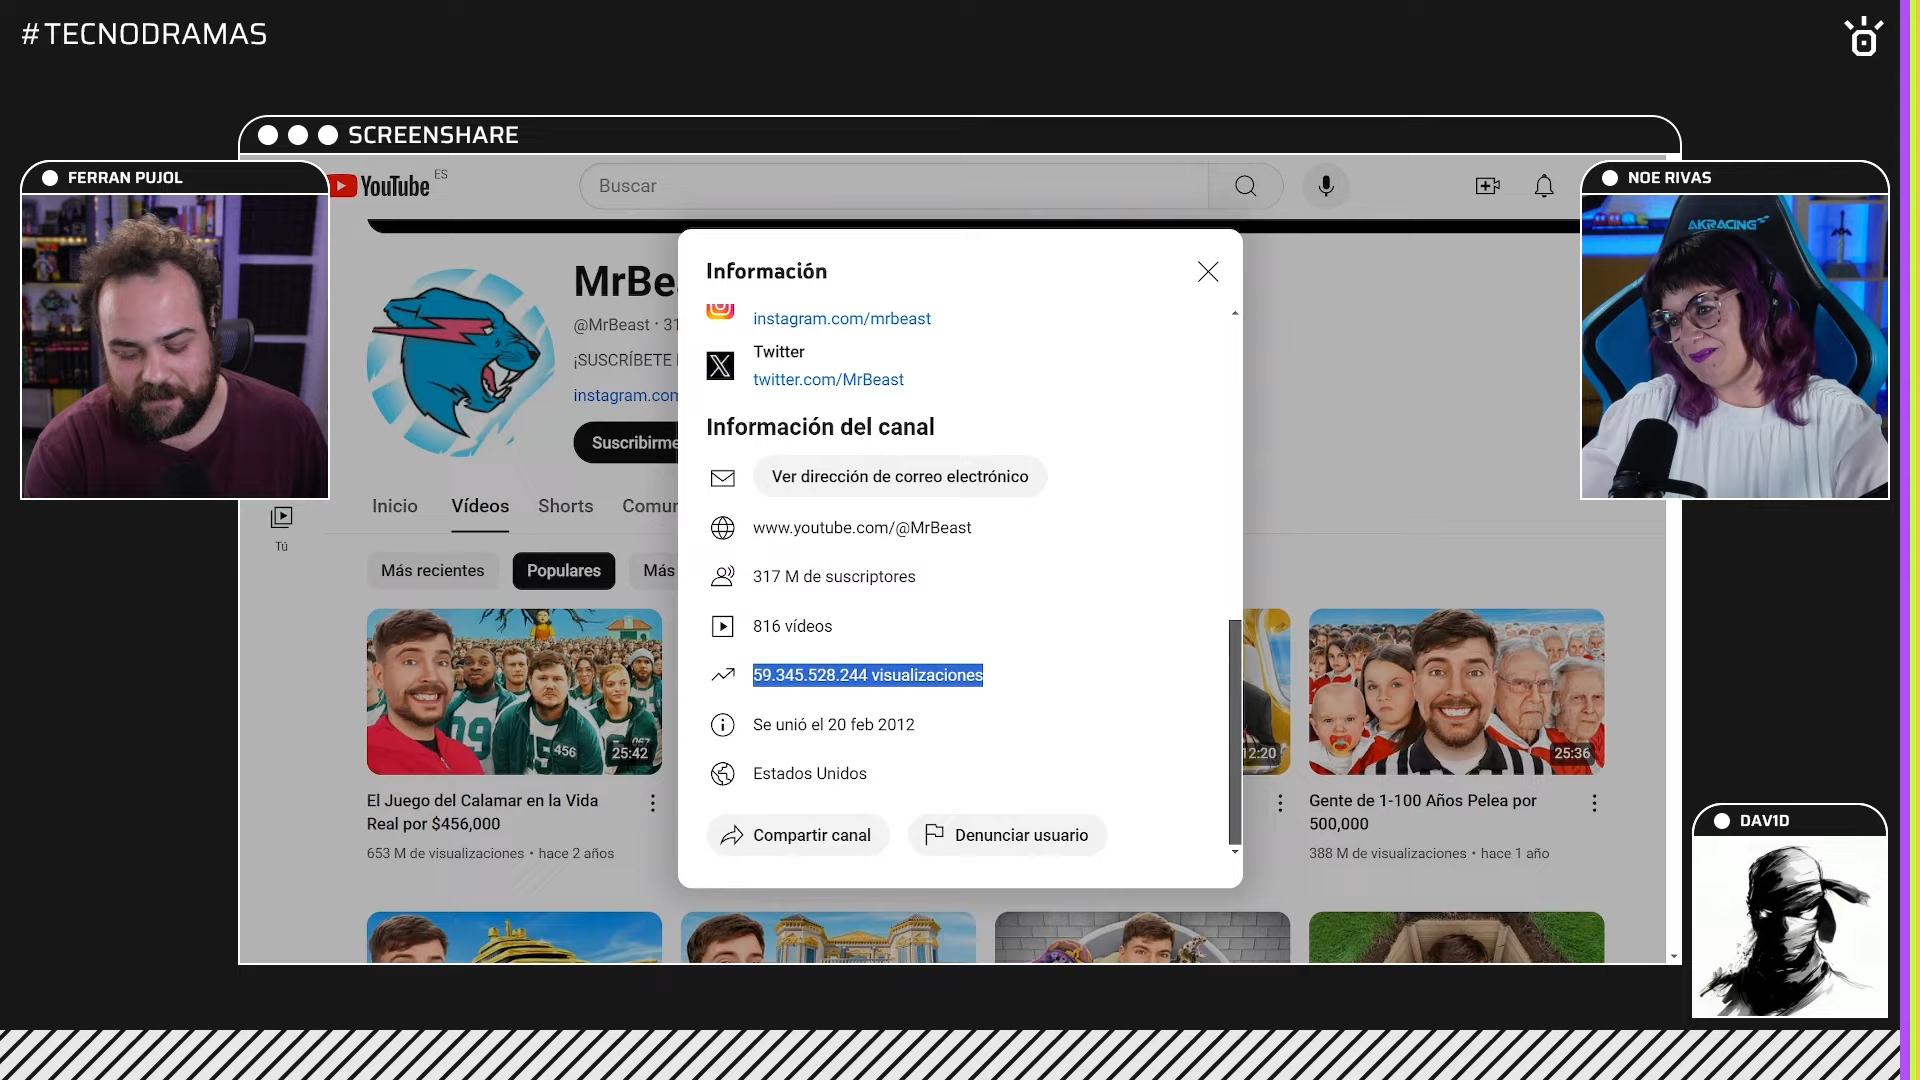 #TECNODRAMAS
SCREENSHARE
FERRAN PUJOL
NOE RIVAS
YouTube ES
Buscar
AKRACING
MrBe
@MrBeast · 31
¡SUSCRÍBETE
instagram.com
Suscribirme
Información
instagram.com/mrbeast
Twitter
twitter.com/MrBeast
Información del canal
Ver dirección de correo electrónico
www.youtube.com/@MrBeast
317 M de suscriptores
816 vídeos
59.345.528.244 visualizaciones
Se unió el 20 feb 2012
Estados Unidos
Compartir canal
Denunciar usuario
Tú
Inicio
Vídeos
Shorts
Comun
Más recientes
Populares
Más
456
25:42
12:20
25:36
El Juego del Calamar en la Vida
Real por $456,000
653 M de visualizaciones • hace 2 años
Gente de 1-100 Años Pelea por
500,000
388 M de visualizaciones • hace 1 año
DAV1D